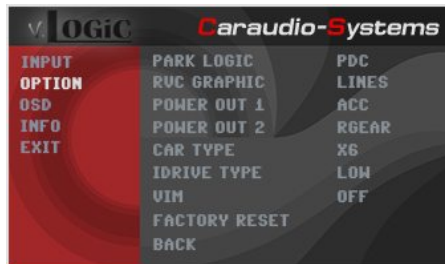 V. LOGiC Caraudio-Systems
INPUT PARK LOGIC PDC
OPTION RVC GRAPHIC LINES
OSD POWER OUT 1 ACC
INFO POWER OUT 2 RGEAR
EXIT CAR TYPE X6
IDRIVE TYPE LOW
VIM OFF
FACTORY RESET
BACK